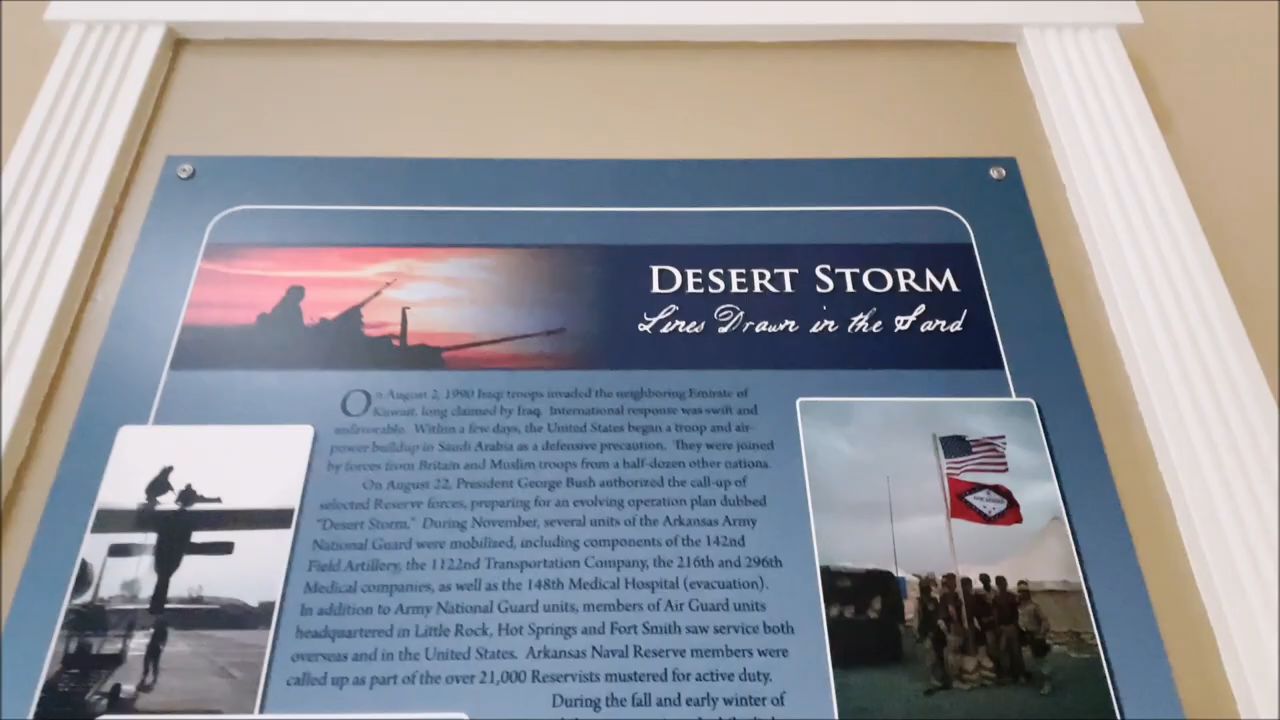 DESERT STORM
Lines Drawn in the Sand
On August 2, 1990 Iraqi troops invaded the neighboring Emirate of
Kuwait, long claimed by Iraq. International response was swift and
unfavorable. Within a few days, the United States began a troop and air-
power buildup in Saudi Arabia as a defensive precaution. They were joined
by forces from Britain and Muslim troops from a half-dozen other nations.
On August 22, President George Bush authorized the call-up of
selected Reserve forces, preparing for an evolving operation plan dubbed
"Desert Storm." During November, several units of the Arkansas Army
National Guard were mobilized, including components of the 142nd
Field Artillery, the 1122nd Transportation Company, the 216th and 296th
Medical companies, as well as the 148th Medical Hospital (evacuation).
In addition to Army National Guard units, members of Air Guard units
headquartered in Little Rock, Hot Springs and Fort Smith saw service both
overseas and in the United States. Arkansas Naval Reserve members were
called up as part of the over 21,000 Reservists mustered for active duty.
During the fall and early winter of